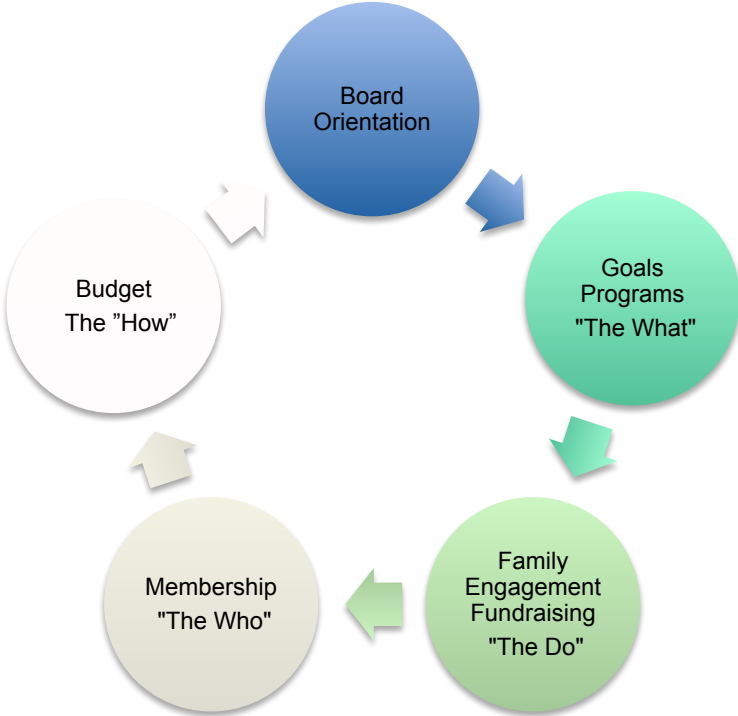 Board
Orientation
Goals
Programs
"The What"
Family
Engagement
Fundraising
"The Do"
Membership
"The Who"
Budget
The ”How”